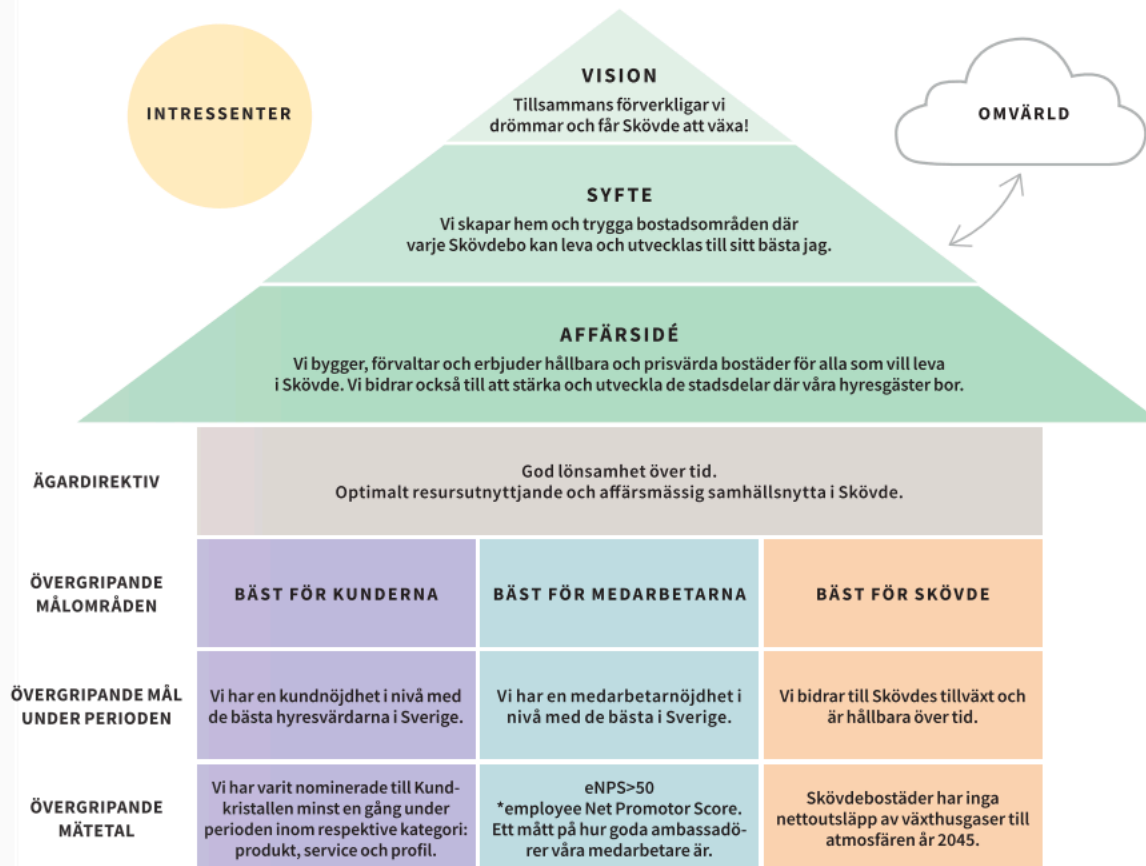 INTRESSENTER
OMVÄRLD
VISION
Tillsammans förverkligar vi
drömmar och får Skövde att växa!
SYFTE
Vi skapar hem och trygga bostadsområden där
varje Skövdebo kan leva och utvecklas till sitt bästa jag.
AFFÄRSIDÉ
Vi bygger, förvaltar och erbjuder hållbara och prisvärda bostäder för alla som vill leva
i Skövde. Vi bidrar också till att stärka och utveckla de stadsdelar där våra hyresgäster bor.
ÄGARDIREKTIV
God lönsamhet över tid.
Optimalt resursutnyttjande och affärsmässig samhällsnytta i Skövde.
ÖVERGRIPANDE
MÅLOMRÅDEN
BÄST FÖR KUNDERNA
BÄST FÖR MEDARBETARNA
BÄST FÖR SKÖVDE
ÖVERGRIPANDE MÅL
UNDER PERIODEN
Vi har en kundnöjdhet i nivå med
de bästa hyresvärdarna i Sverige.
Vi har en medarbetarnöjdhet i
nivå med de bästa i Sverige.
Vi bidrar till Skövdes tillväxt och
är hållbara över tid.
ÖVERGRIPANDE
MÄTETAL
Vi har varit nominerade till Kund-
kristallen minst en gång under
perioden inom respektive kategori:
produkt, service och profil.
eNPS>50
*employee Net Promotor Score.
Ett mått på hur goda ambassadö-
rer våra medarbetare är.
Skövdebostäder har inga
nettoutsläpp av växthusgaser till
atmosfären år 2045.